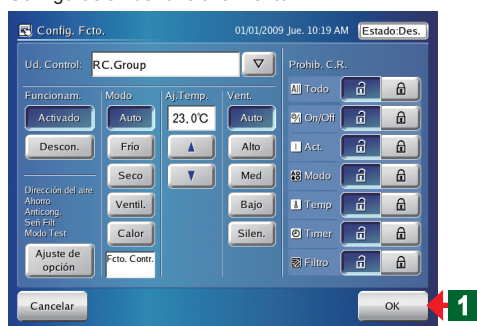 Config. Fcto. 01/01/2009 Jue. 10:19 AM Estado:Des.
Ud. Control: RC.Group Prohib. C.R.
Funcionam. Modo Aj.Temp. Vent. All Todo
Activado Auto 23,0°C Auto On/Off
Descon. Frío Alto Act.
Seco Med Modo
Dirección del aire
Ahorro
Anticong.
Señ Filt
Modo Test
Ventil. Bajo Temp
Calor Silen. Timer
Ajuste de
opción
Fcto. Contr. Filtro
Cancelar OK 1